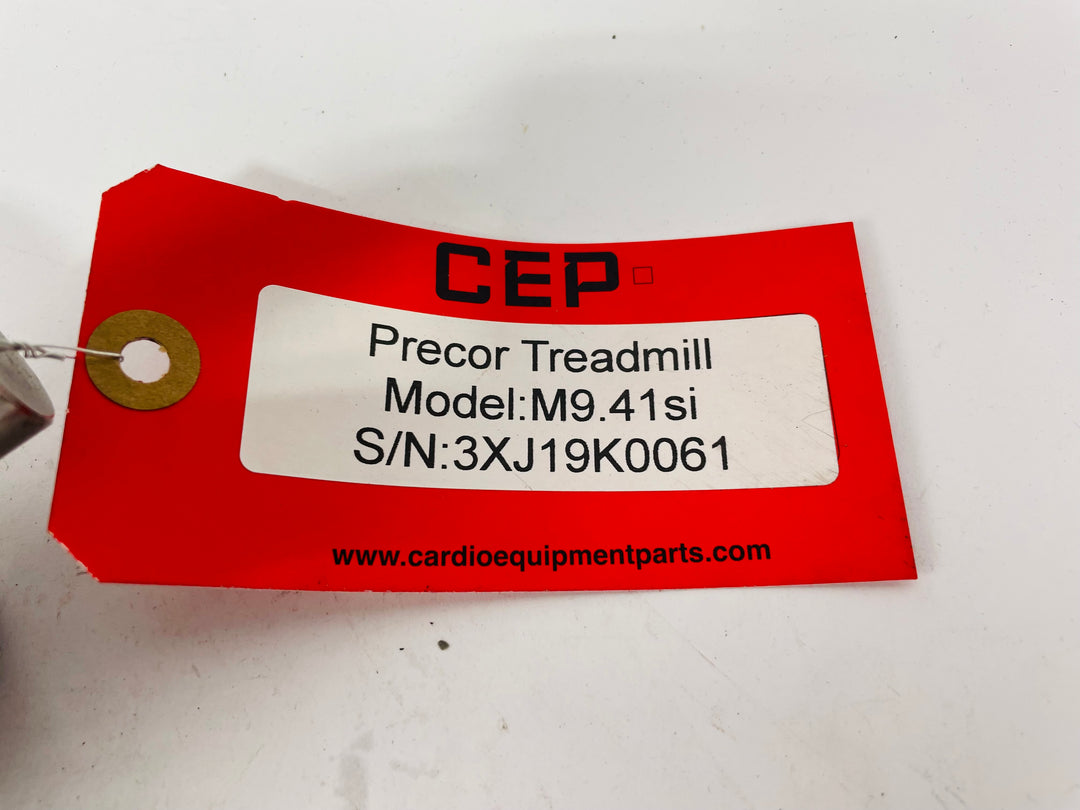 CEP
Precor Treadmill
Model:M9.41si
S/N:3XJ19K0061
www.cardioequipmentparts.com